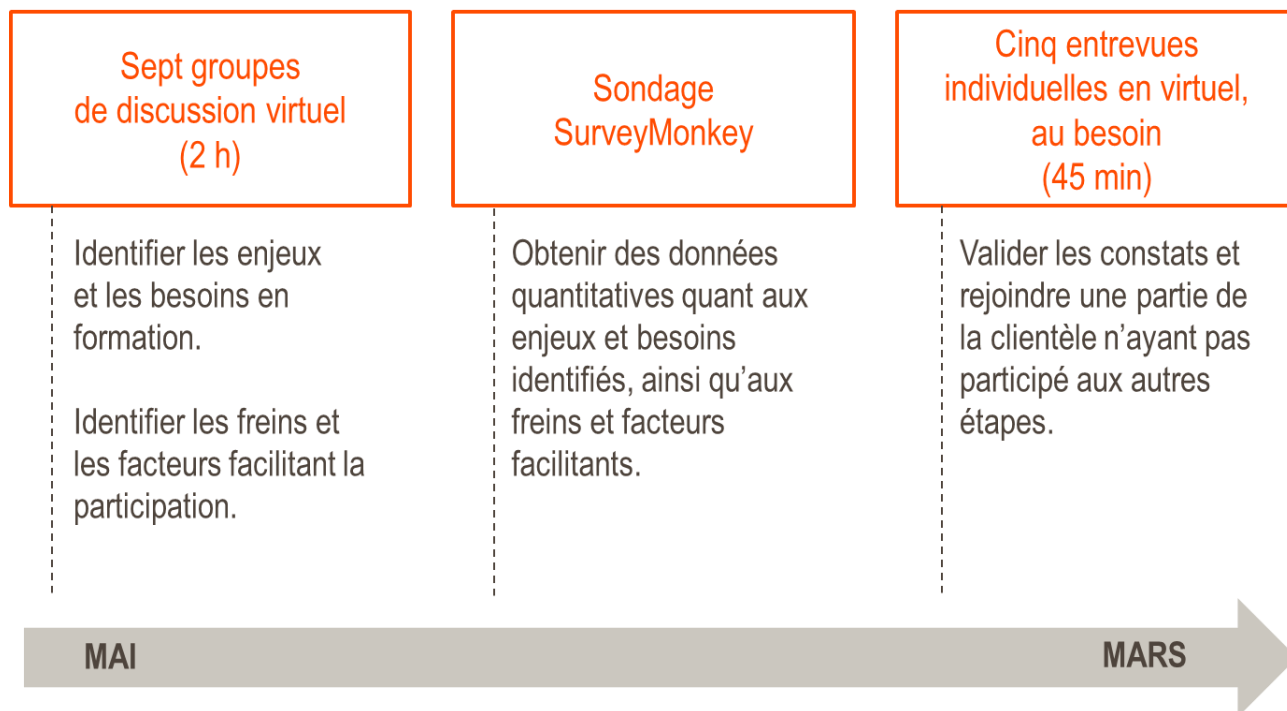 Sept groupes
de discussion virtuel
(2 h)
Identifier les enjeux
et les besoins en
formation.
Identifier les freins et
les facteurs facilitant la
participation.
Sondage
SurveyMonkey
Obtenir des données
quantitatives quant aux
enjeux et besoins
identifiés, ainsi qu'aux
freins et facteurs
facilitants.
Cinq entrevues
individuelles en virtuel,
au besoin
(45 min)
Valider les constats et
rejoindre une partie de
la clientèle n'ayant pas
participé aux autres
étapes.
MAI
MARS